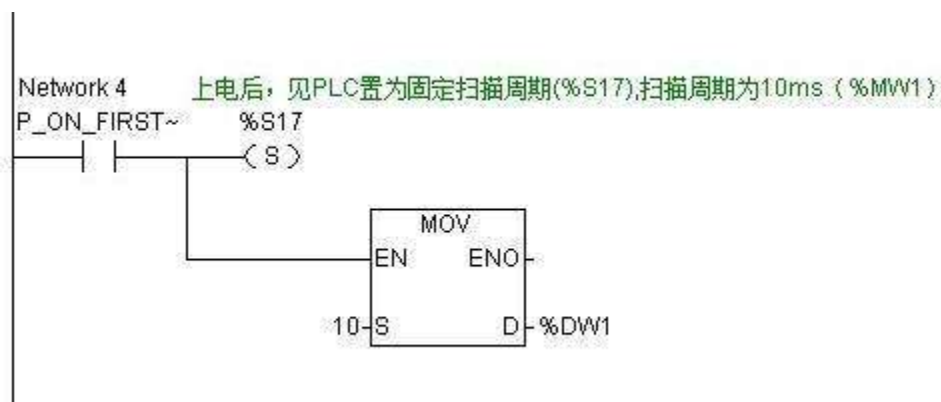 Network 4 上电后，见PLC置为固定扫描周期(%S17),扫描周期为10ms（%MW1）
P_ON_FIRST~ %S17
( S )
MOV
EN ENO
10 S D %DW1